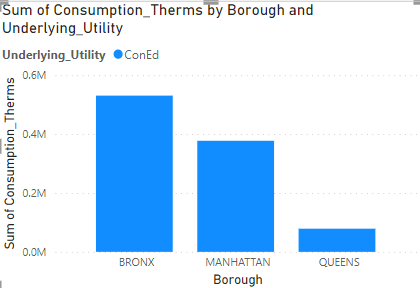 Sum of Consumption_Therms by Borough and
Underlying_Utility
Underlying_Utility ConEd
Sum of Consumption_Therms
0.6M
0.4M
0.2M
0.0M
BRONX MANHATTAN QUEENS
Borough